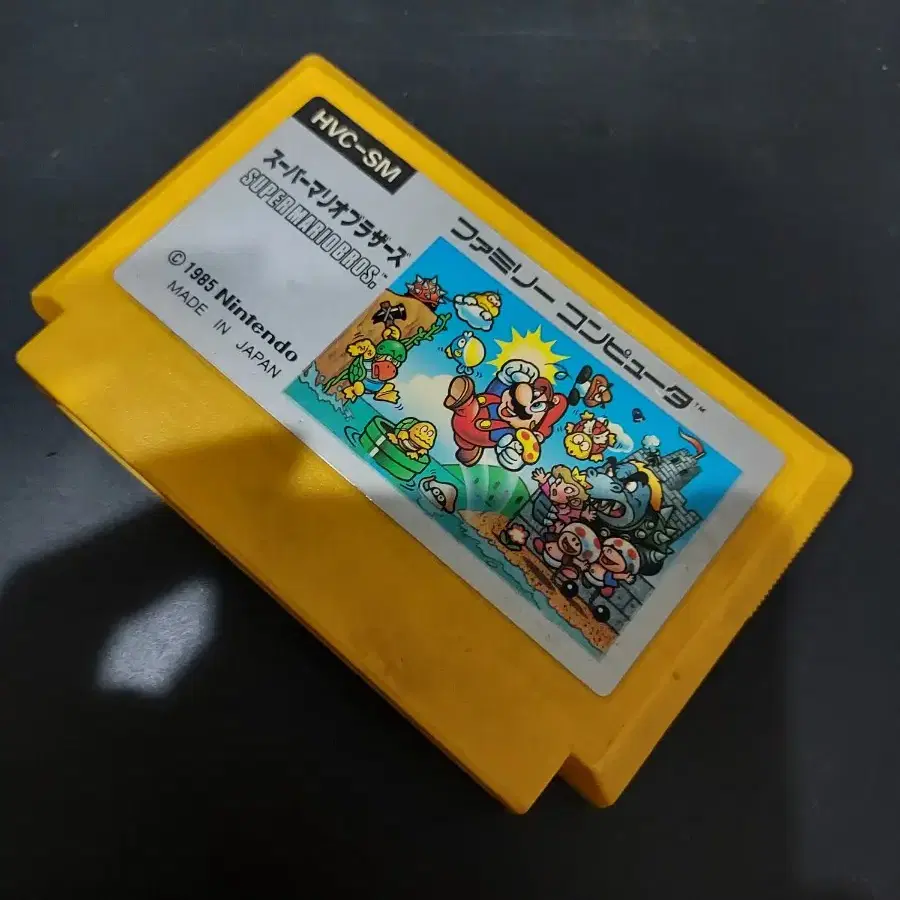 HVC-SM
スーパーマリオブラザーズ
SUPER MARIO BROS.™
© 1985 Nintendo
MADE IN JAPAN
ファミリー コンピュータ™